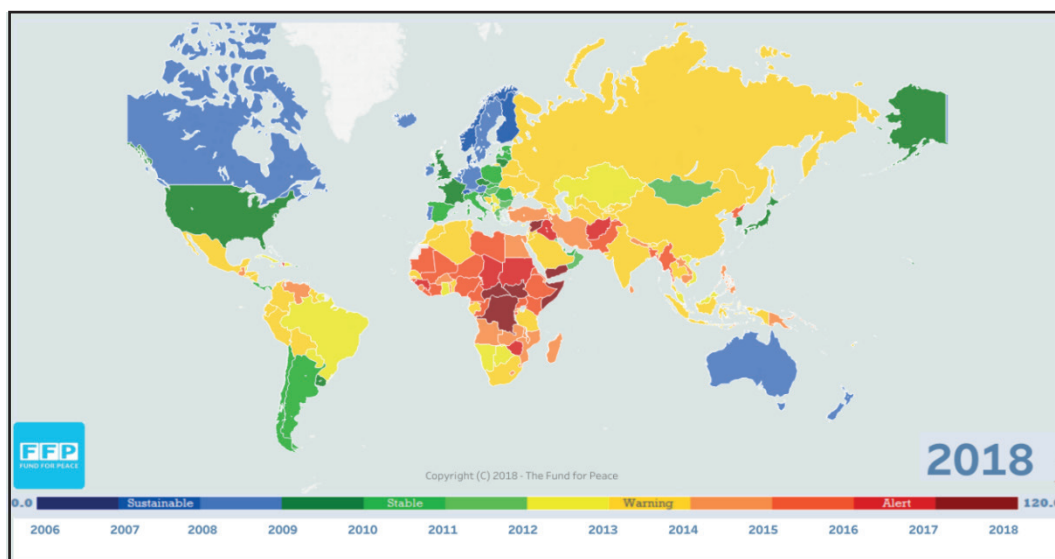 FFP
FUND FOR PEACE
Copyright (C) 2018 - The Fund for Peace
2018
0.0 Sustainable Stable Warning Alert 120.0
2006 2007 2008 2009 2010 2011 2012 2013 2014 2015 2016 2017 2018